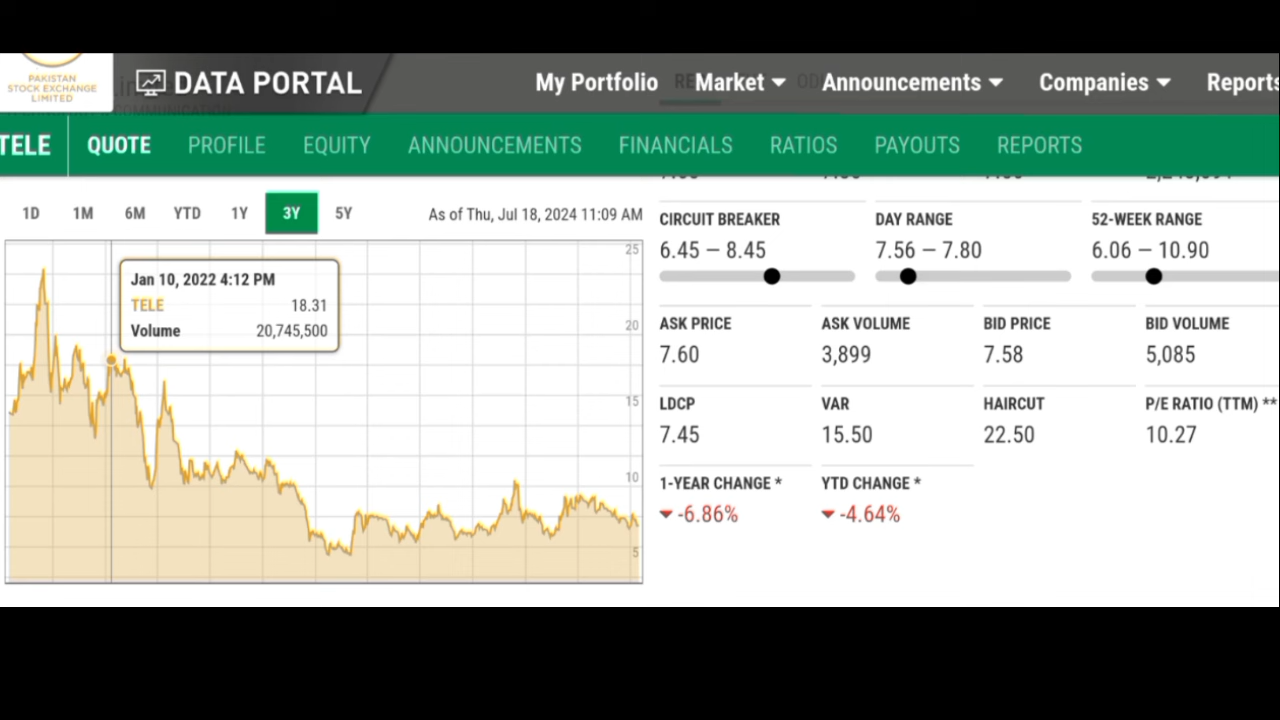 PAKISTAN
STOCK EXCHANGE
LIMITED
DATA PORTAL
My Portfolio
Market
Announcements
Companies
Reports
TELE
QUOTE
PROFILE
EQUITY
ANNOUNCEMENTS
FINANCIALS
RATIOS
PAYOUTS
REPORTS
1D 1M 6M YTD 1Y 3Y 5Y
As of Thu, Jul 18, 2024 11:09 AM
Jan 10, 2022 4:12 PM
TELE 18.31
Volume 20,745,500
25
20
15
10
5
CIRCUIT BREAKER
6.45 — 8.45
DAY RANGE
7.56 — 7.80
52-WEEK RANGE
6.06 — 10.90
ASK PRICE
7.60
ASK VOLUME
3,899
BID PRICE
7.58
BID VOLUME
5,085
LDCP
7.45
VAR
15.50
HAIRCUT
22.50
P/E RATIO (TTM) **
10.27
1-YEAR CHANGE *
-6.86%
YTD CHANGE *
-4.64%